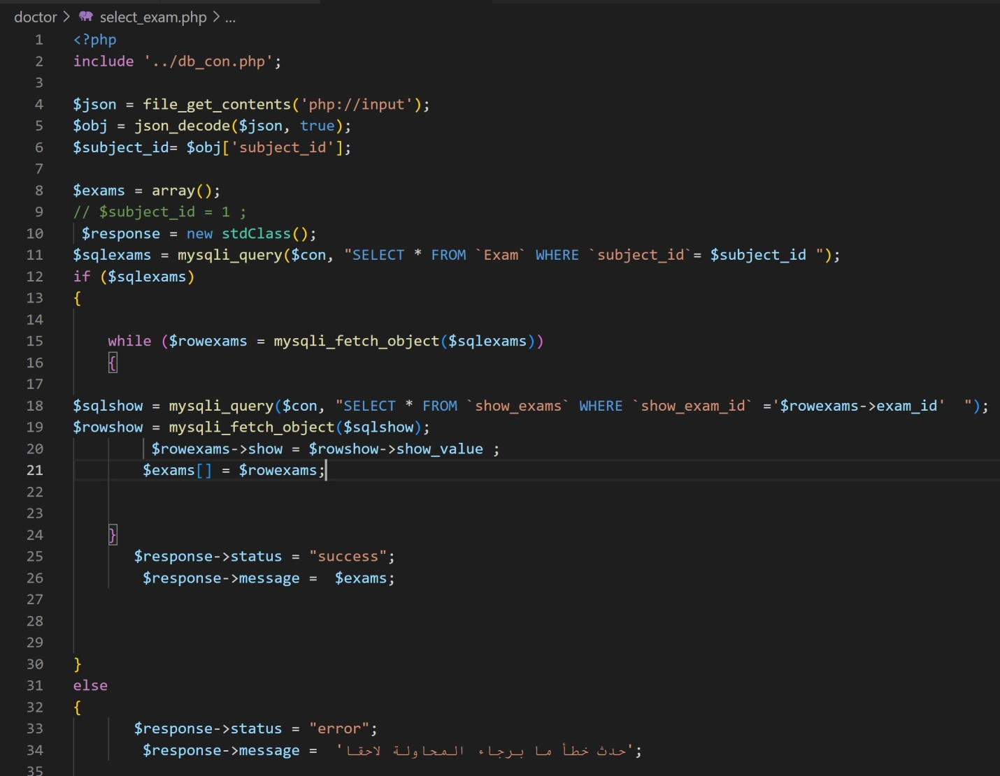 doctor > select_exam.php > ...
1 <?php
2 include '../db_con.php';
3
4 $json = file_get_contents('php://input');
5 $obj = json_decode($json, true);
6 $subject_id= $obj['subject_id'];
7
8 $exams = array();
9 // $subject_id = 1 ;
10 $response = new stdClass();
11 $sqlexams = mysqli_query($con, "SELECT * FROM `Exam` WHERE `subject_id`= $subject_id ");
12 if ($sqlexams)
13 {
14
15 while ($rowexams = mysqli_fetch_object($sqlexams))
16 {
17
18 $sqlshow = mysqli_query($con, "SELECT * FROM `show_exams` WHERE `show_exam_id` ='$rowexams->exam_id'  ");
19 $rowshow = mysqli_fetch_object($sqlshow);
20 $rowexams->show = $rowshow->show_value ;
21 $exams[] = $rowexams;
22
23
24 }
25 $response->status = "success";
26 $response->message =  $exams;
27
28
29
30 }
31 else
32 {
33 $response->status = "error";
34 $response->message =  'حدث خطأ ما برجاء المحاولة لاحقا';
35